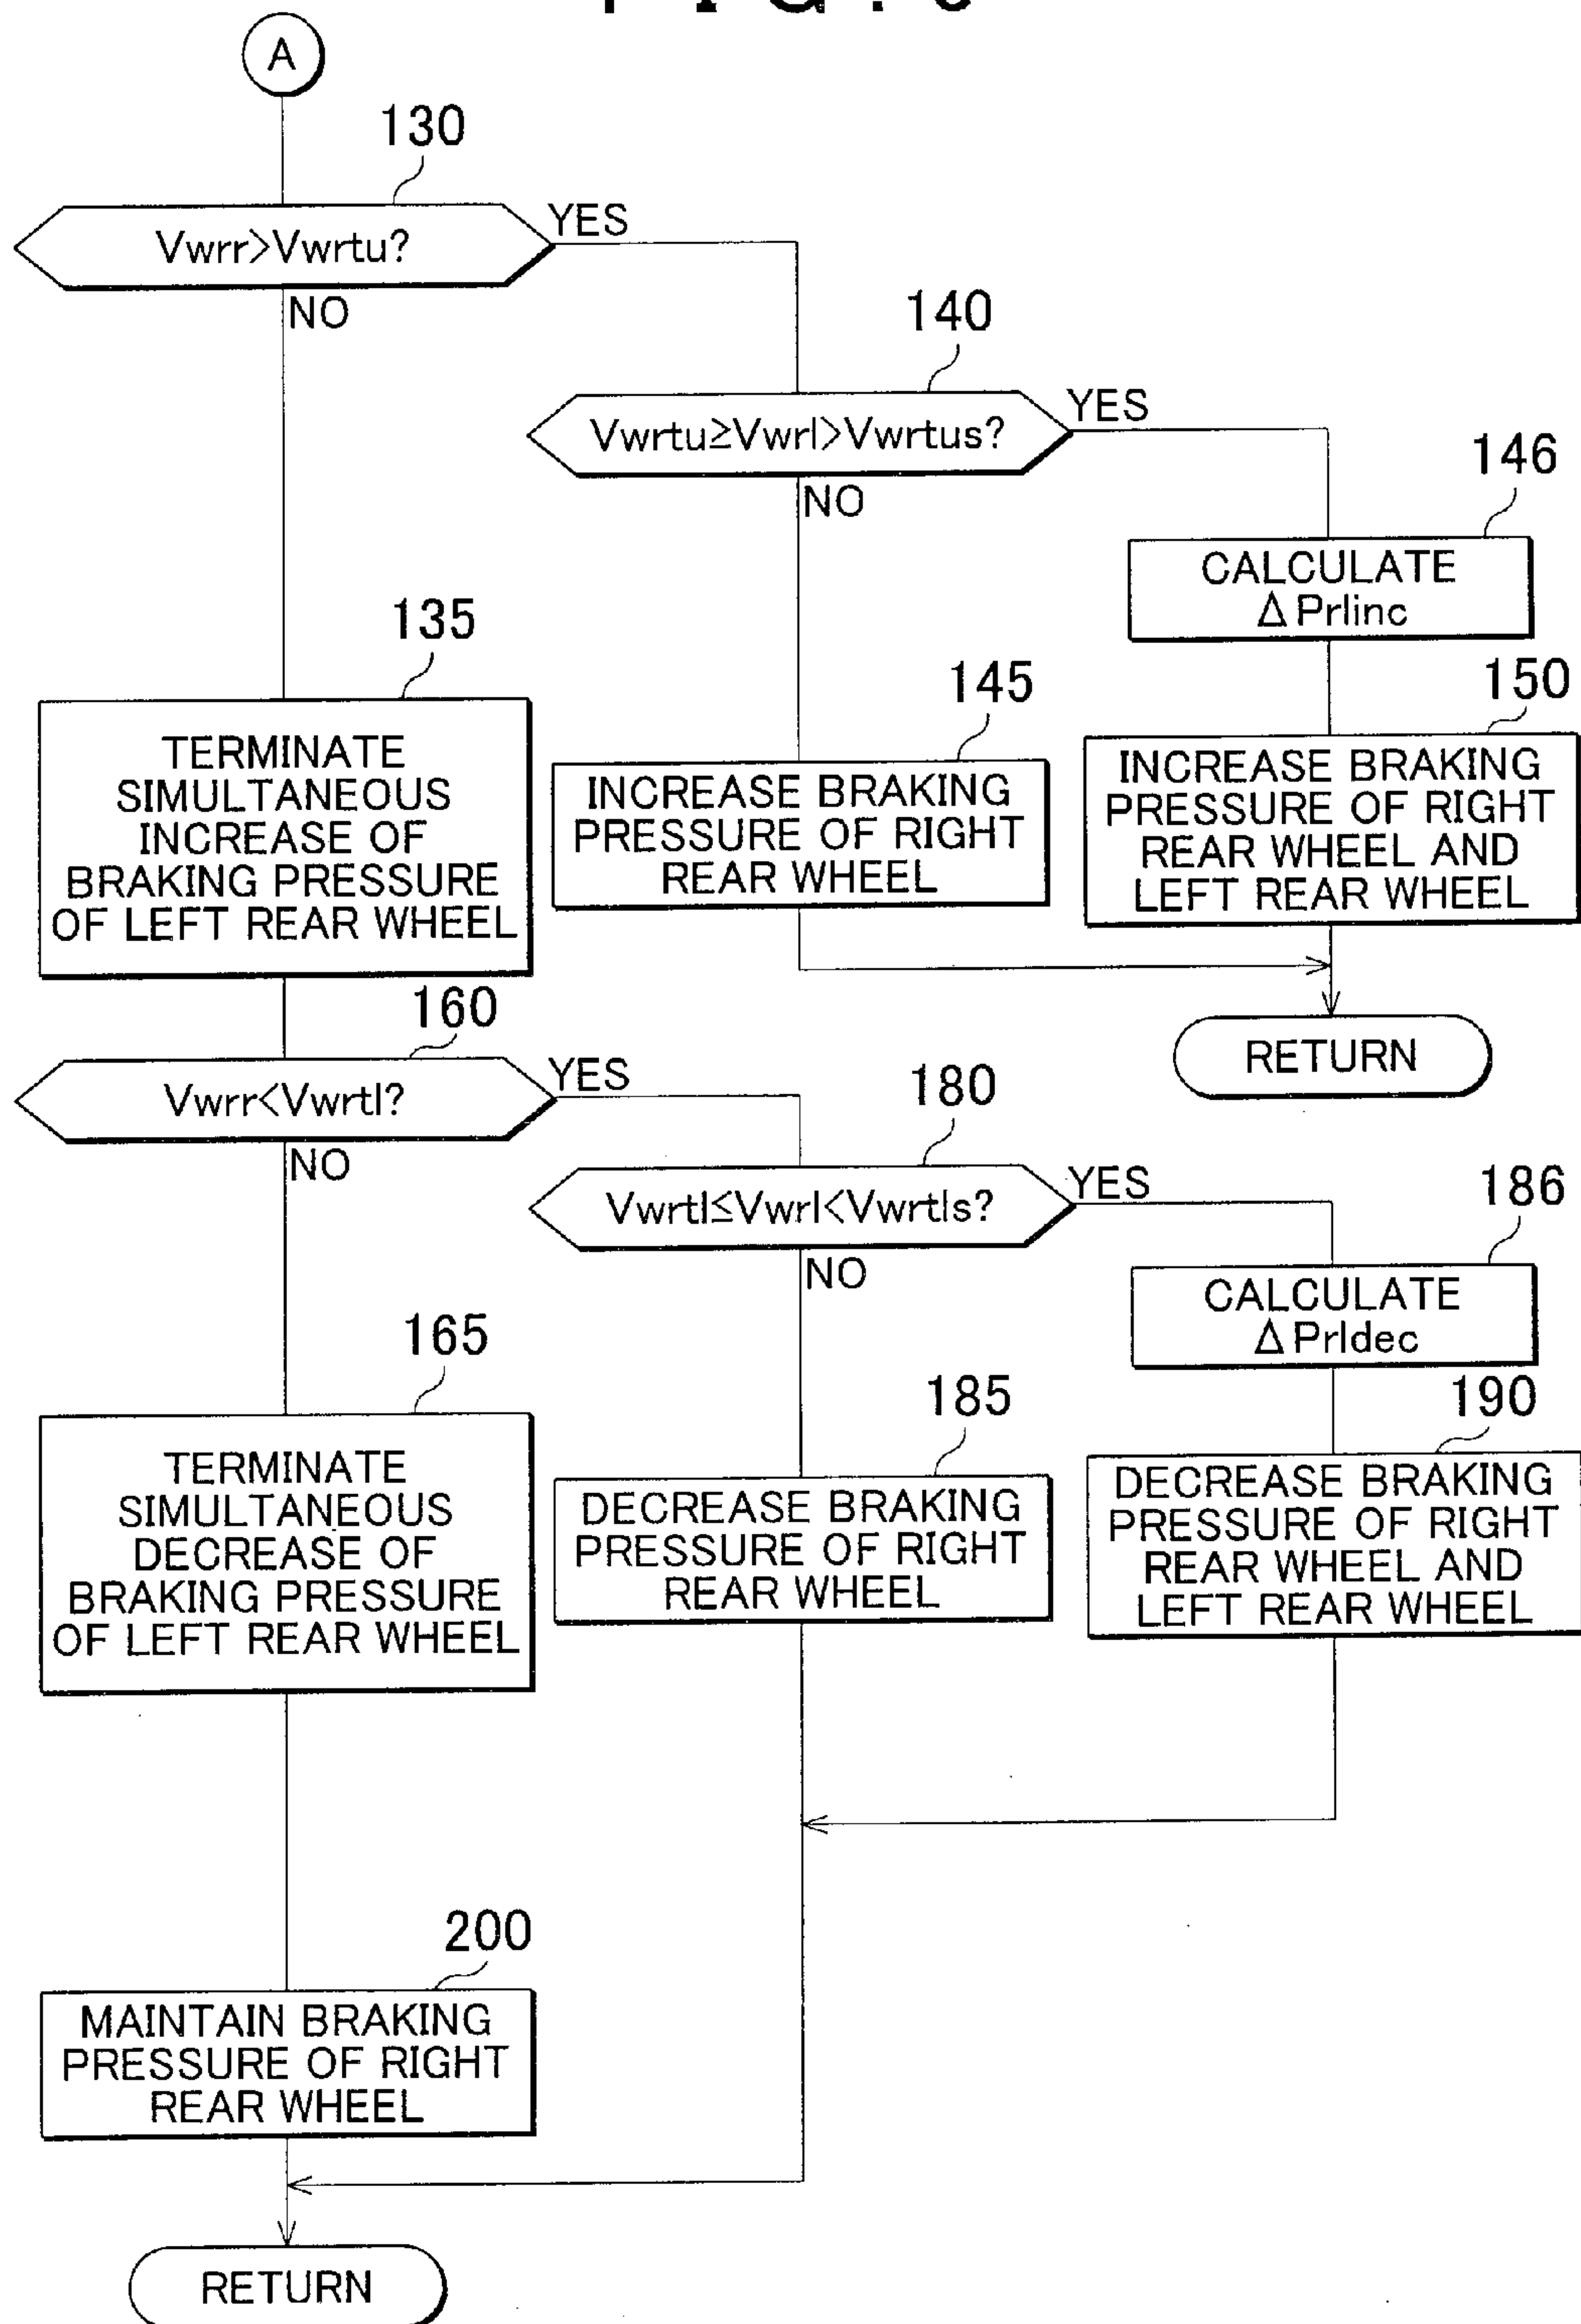 A
130
Vwrr>Vwrtu?
YES
NO
140
Vwrtu≥Vwrl>Vwrtus?
YES
NO
146
CALCULATE
Δ Prlinc
135
TERMINATE
SIMULTANEOUS
INCREASE OF
BRAKING PRESSURE
OF LEFT REAR WHEEL
145
INCREASE BRAKING
PRESSURE OF RIGHT
REAR WHEEL
150
INCREASE BRAKING
PRESSURE OF RIGHT
REAR WHEEL AND
LEFT REAR WHEEL
RETURN
160
Vwrr<Vwrtl?
YES
NO
180
Vwrtl≤Vwrl<Vwrtls?
YES
NO
186
CALCULATE
Δ Prldec
165
TERMINATE
SIMULTANEOUS
DECREASE OF
BRAKING PRESSURE
OF LEFT REAR WHEEL
185
DECREASE BRAKING
PRESSURE OF RIGHT
REAR WHEEL
190
DECREASE BRAKING
PRESSURE OF RIGHT
REAR WHEEL AND
LEFT REAR WHEEL
200
MAINTAIN BRAKING
PRESSURE OF RIGHT
REAR WHEEL
RETURN